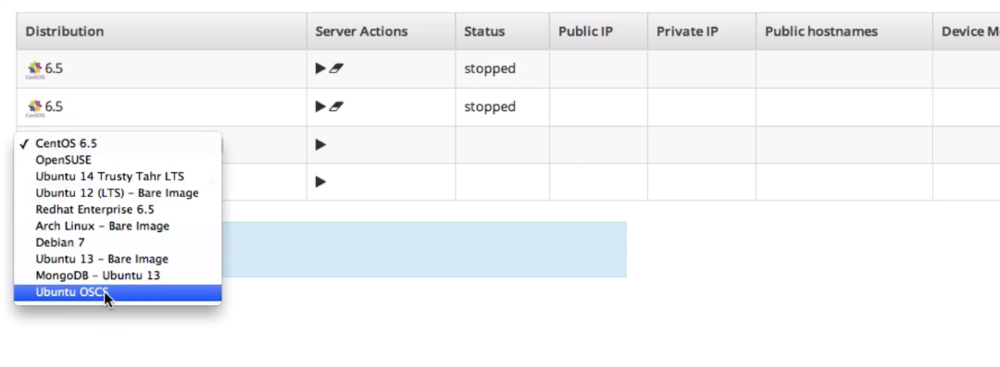 Distribution Server Actions Status Public IP Private IP Public hostnames Device M
CentOS 6.5 stopped
CentOS 6.5 stopped
CentOS 6.5
OpenSUSE
Ubuntu 14 Trusty Tahr LTS
Ubuntu 12 (LTS) - Bare Image
Redhat Enterprise 6.5
Arch Linux - Bare Image
Debian 7
Ubuntu 13 - Bare Image
MongoDB - Ubuntu 13
Ubuntu